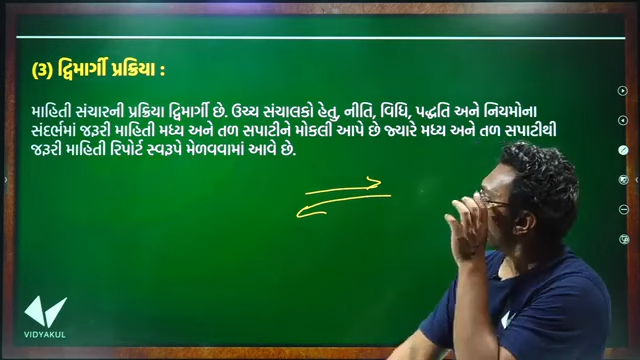 (3) દ્વિમાર્ગી પ્રક્રિયા :
માહિતી સંચારની પ્રક્રિયા દ્વિમાર્ગી છે. ઉચ્ચ સંચાલકો હેતુ, નીતિ, વિધિ, પદ્ધતિ અને નિયમોના
સંદર્ભમાં જરૂરી માહિતી મધ્ય અને તળ સપાટીને મોકલી આપે છે જ્યારે મધ્ય અને તળ સપાટીથી
જરૂરી માહિતી રિપોર્ટ સ્વરૂપે મેળવવામાં આવે છે.
VIDYAKUL